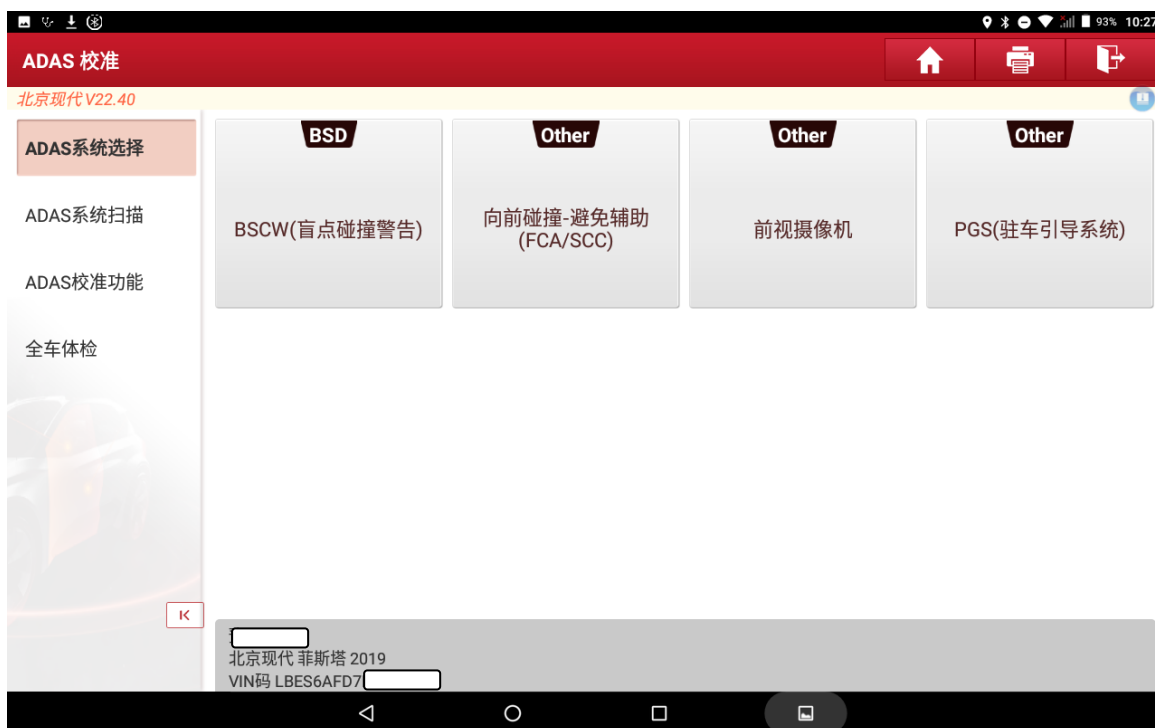 93% 10:27
ADAS 校准
北京现代 V22.40
ADAS系统选择
ADAS系统扫描
ADAS校准功能
全车体检
BSD
BSCW(盲点碰撞警告)
Other
向前碰撞-避免辅助
(FCA/SCC)
Other
前视摄像机
Other
PGS(驻车引导系统)
北京现代 菲斯塔 2019
VIN码 LBES6AFD7